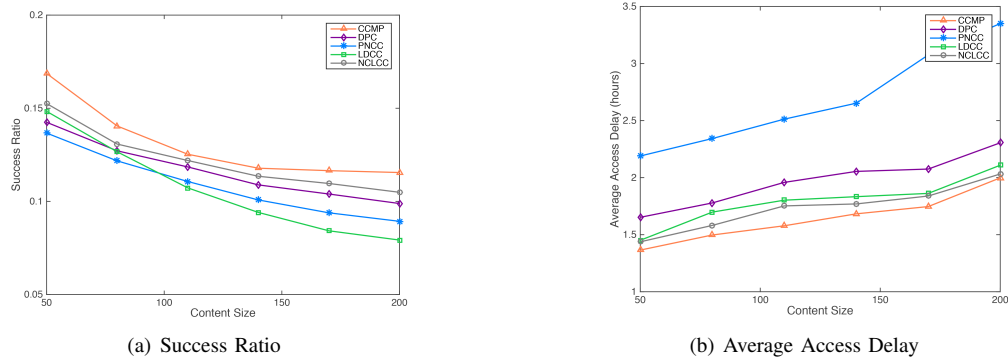 0.2
0.15
0.1
0.05
50
100
150
200
Success Ratio
Content Size
CCMP
DPC
PNCC
LDCC
NCLCC
(a) Success Ratio
3.5
3
2.5
2
1.5
1
50
100
150
200
Average Access Delay (hours)
Content Size
CCMP
DPC
PNCC
LDCC
NCLCC
(b) Average Access Delay